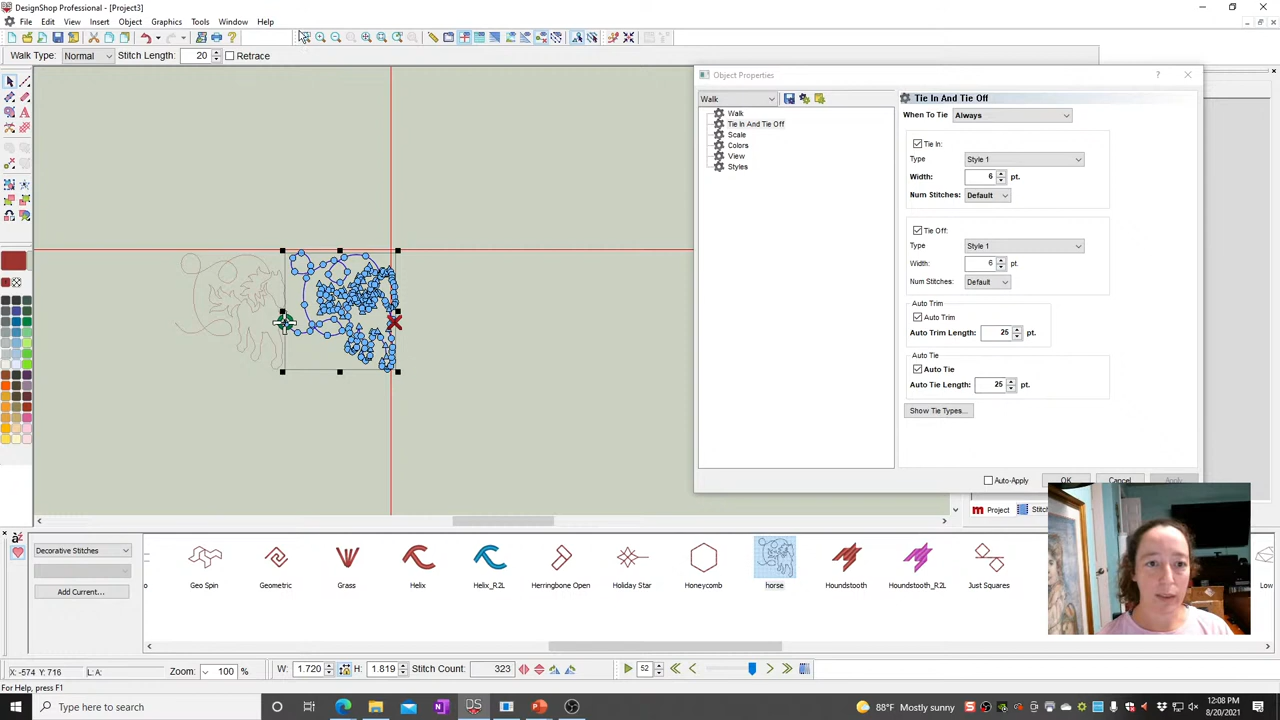 DesignShop Professional - [Project3]
File Edit View Insert Object Graphics Tools Window Help
Walk Type: Normal Stitch Length: 20 Retrace
Object Properties
Walk
Walk
Tie In And Tie Off
Scale
Colors
View
Styles
Tie In And Tie Off
When To Tie Always
Tie In:
Type Style 1
Width: 6 pt.
Num Stitches: Default
Tie Off:
Type Style 1
Width: 6 pt.
Num Stitches: Default
Auto Trim
Auto Trim
Auto Trim Length: 25 pt.
Auto Tie
Auto Tie
Auto Tie Length: 25 pt.
Show Tie Types...
Auto-Apply OK Cancel Apply
Project Stitch
Decorative Stitches
Add Current...
Geo Spin Geometric Grass Helix Helix_R2L Herringbone Open Holiday Star Honeycomb horse Houndstooth Houndstooth_R2L Just Squares Low
X: -574 Y: 716 L: A: Zoom: 100 % W: 1.720 H: 1.819 Stitch Count: 323 52
For Help, press F1
Type here to search
88°F Mostly sunny
12:08 PM
8/20/2021